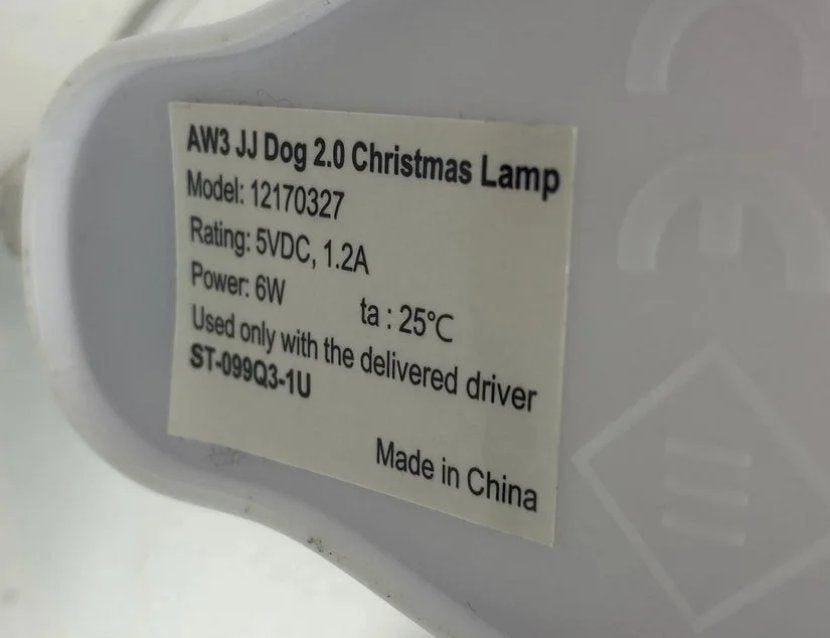 AW3 JJ Dog 2.0 Christmas Lamp
Model: 12170327
Rating: 5VDC, 1.2A
Power: 6W ta : 25℃
Used only with the delivered driver
ST-099Q3-1U
Made in China
CE